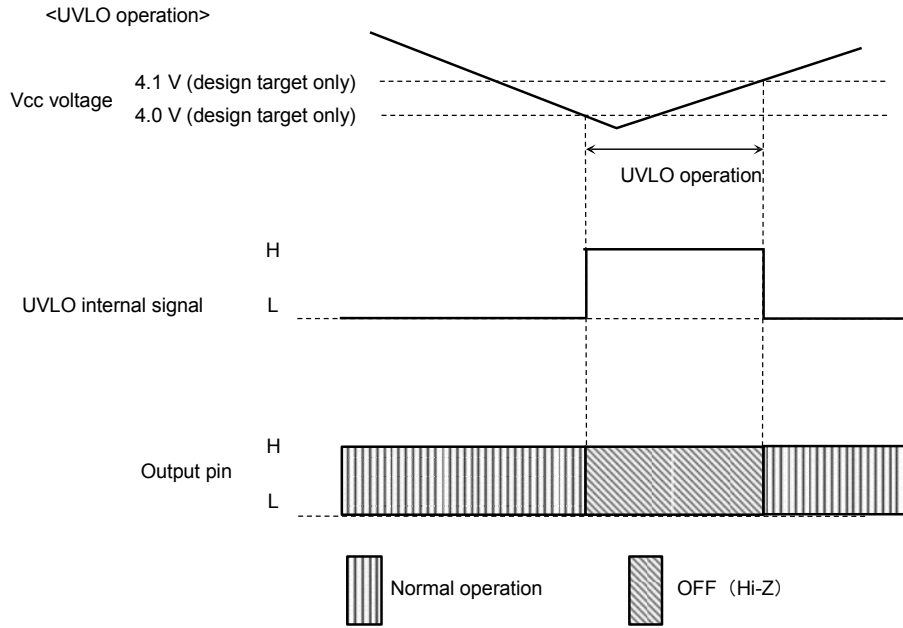 <UVLO operation>
4.1 V (design target only)
Vcc voltage
4.0 V (design target only)
UVLO operation
H
UVLO internal signal
L
H
Output pin
L
Normal operation
OFF（Hi-Z）